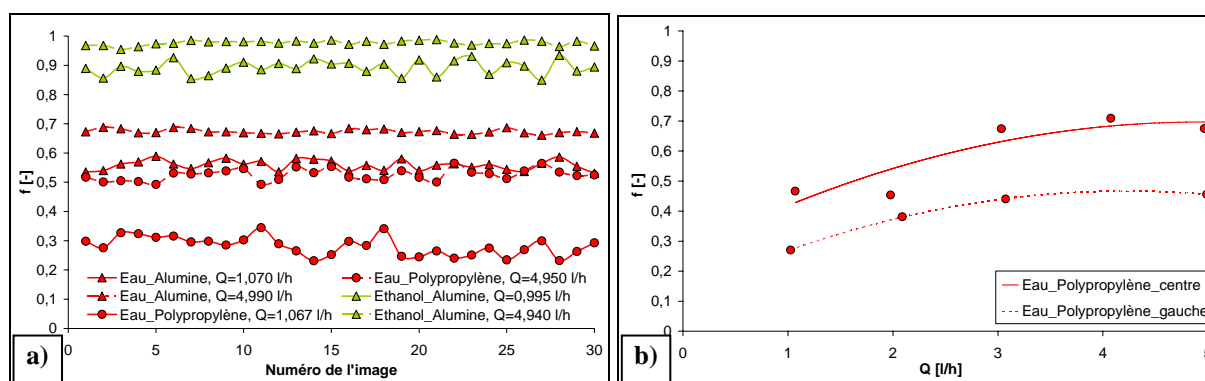 1
0,9
0,8
0,7
0,6
0,5
0,4
0,3
0,2
0,1
0
f [-]
Eau_Alumine, Q=1,070 l/h
Eau_Polypropylène, Q=4,950 l/h
Eau_Alumine, Q=4,990 l/h
Ethanol_Alumine, Q=0,995 l/h
Eau_Polypropylène, Q=1,067 l/h
Ethanol_Alumine, Q=4,940 l/h
0 5 10 15 20 25 30
Numéro de l'image
a)
1
0,9
0,8
0,7
0,6
0,5
0,4
0,3
0,2
0,1
0
f [-]
Eau_Polypropylène_centre
Eau_Polypropylène_gauche
0 1 2 3 4 5
Q [l/h]
b)